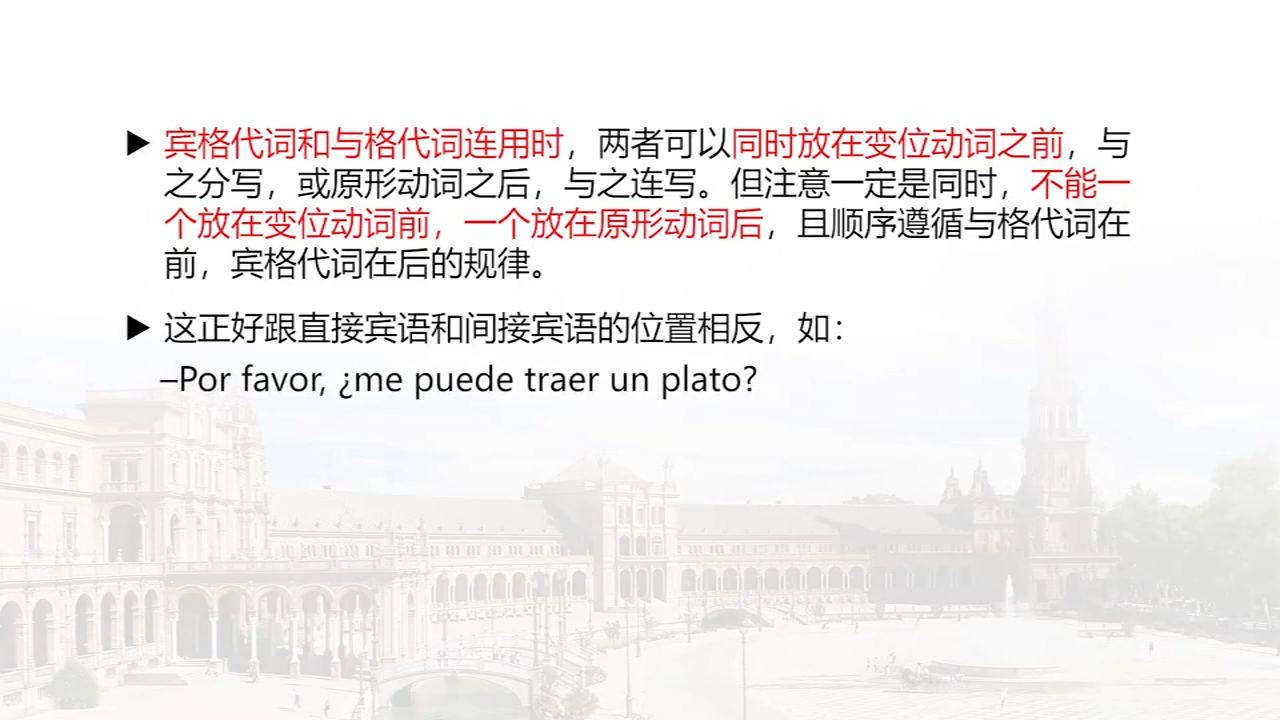 ▶ 宾格代词和与格代词连用时，两者可以同时放在变位动词之前，与
之分写，或原形动词之后，与之连写。但注意一定是同时，不能一
个放在变位动词前，一个放在原形动词后，且顺序遵循与格代词在
前，宾格代词在后的规律。
▶ 这正好跟直接宾语和间接宾语的位置相反，如：
–Por favor, ¿me puede traer un plato?